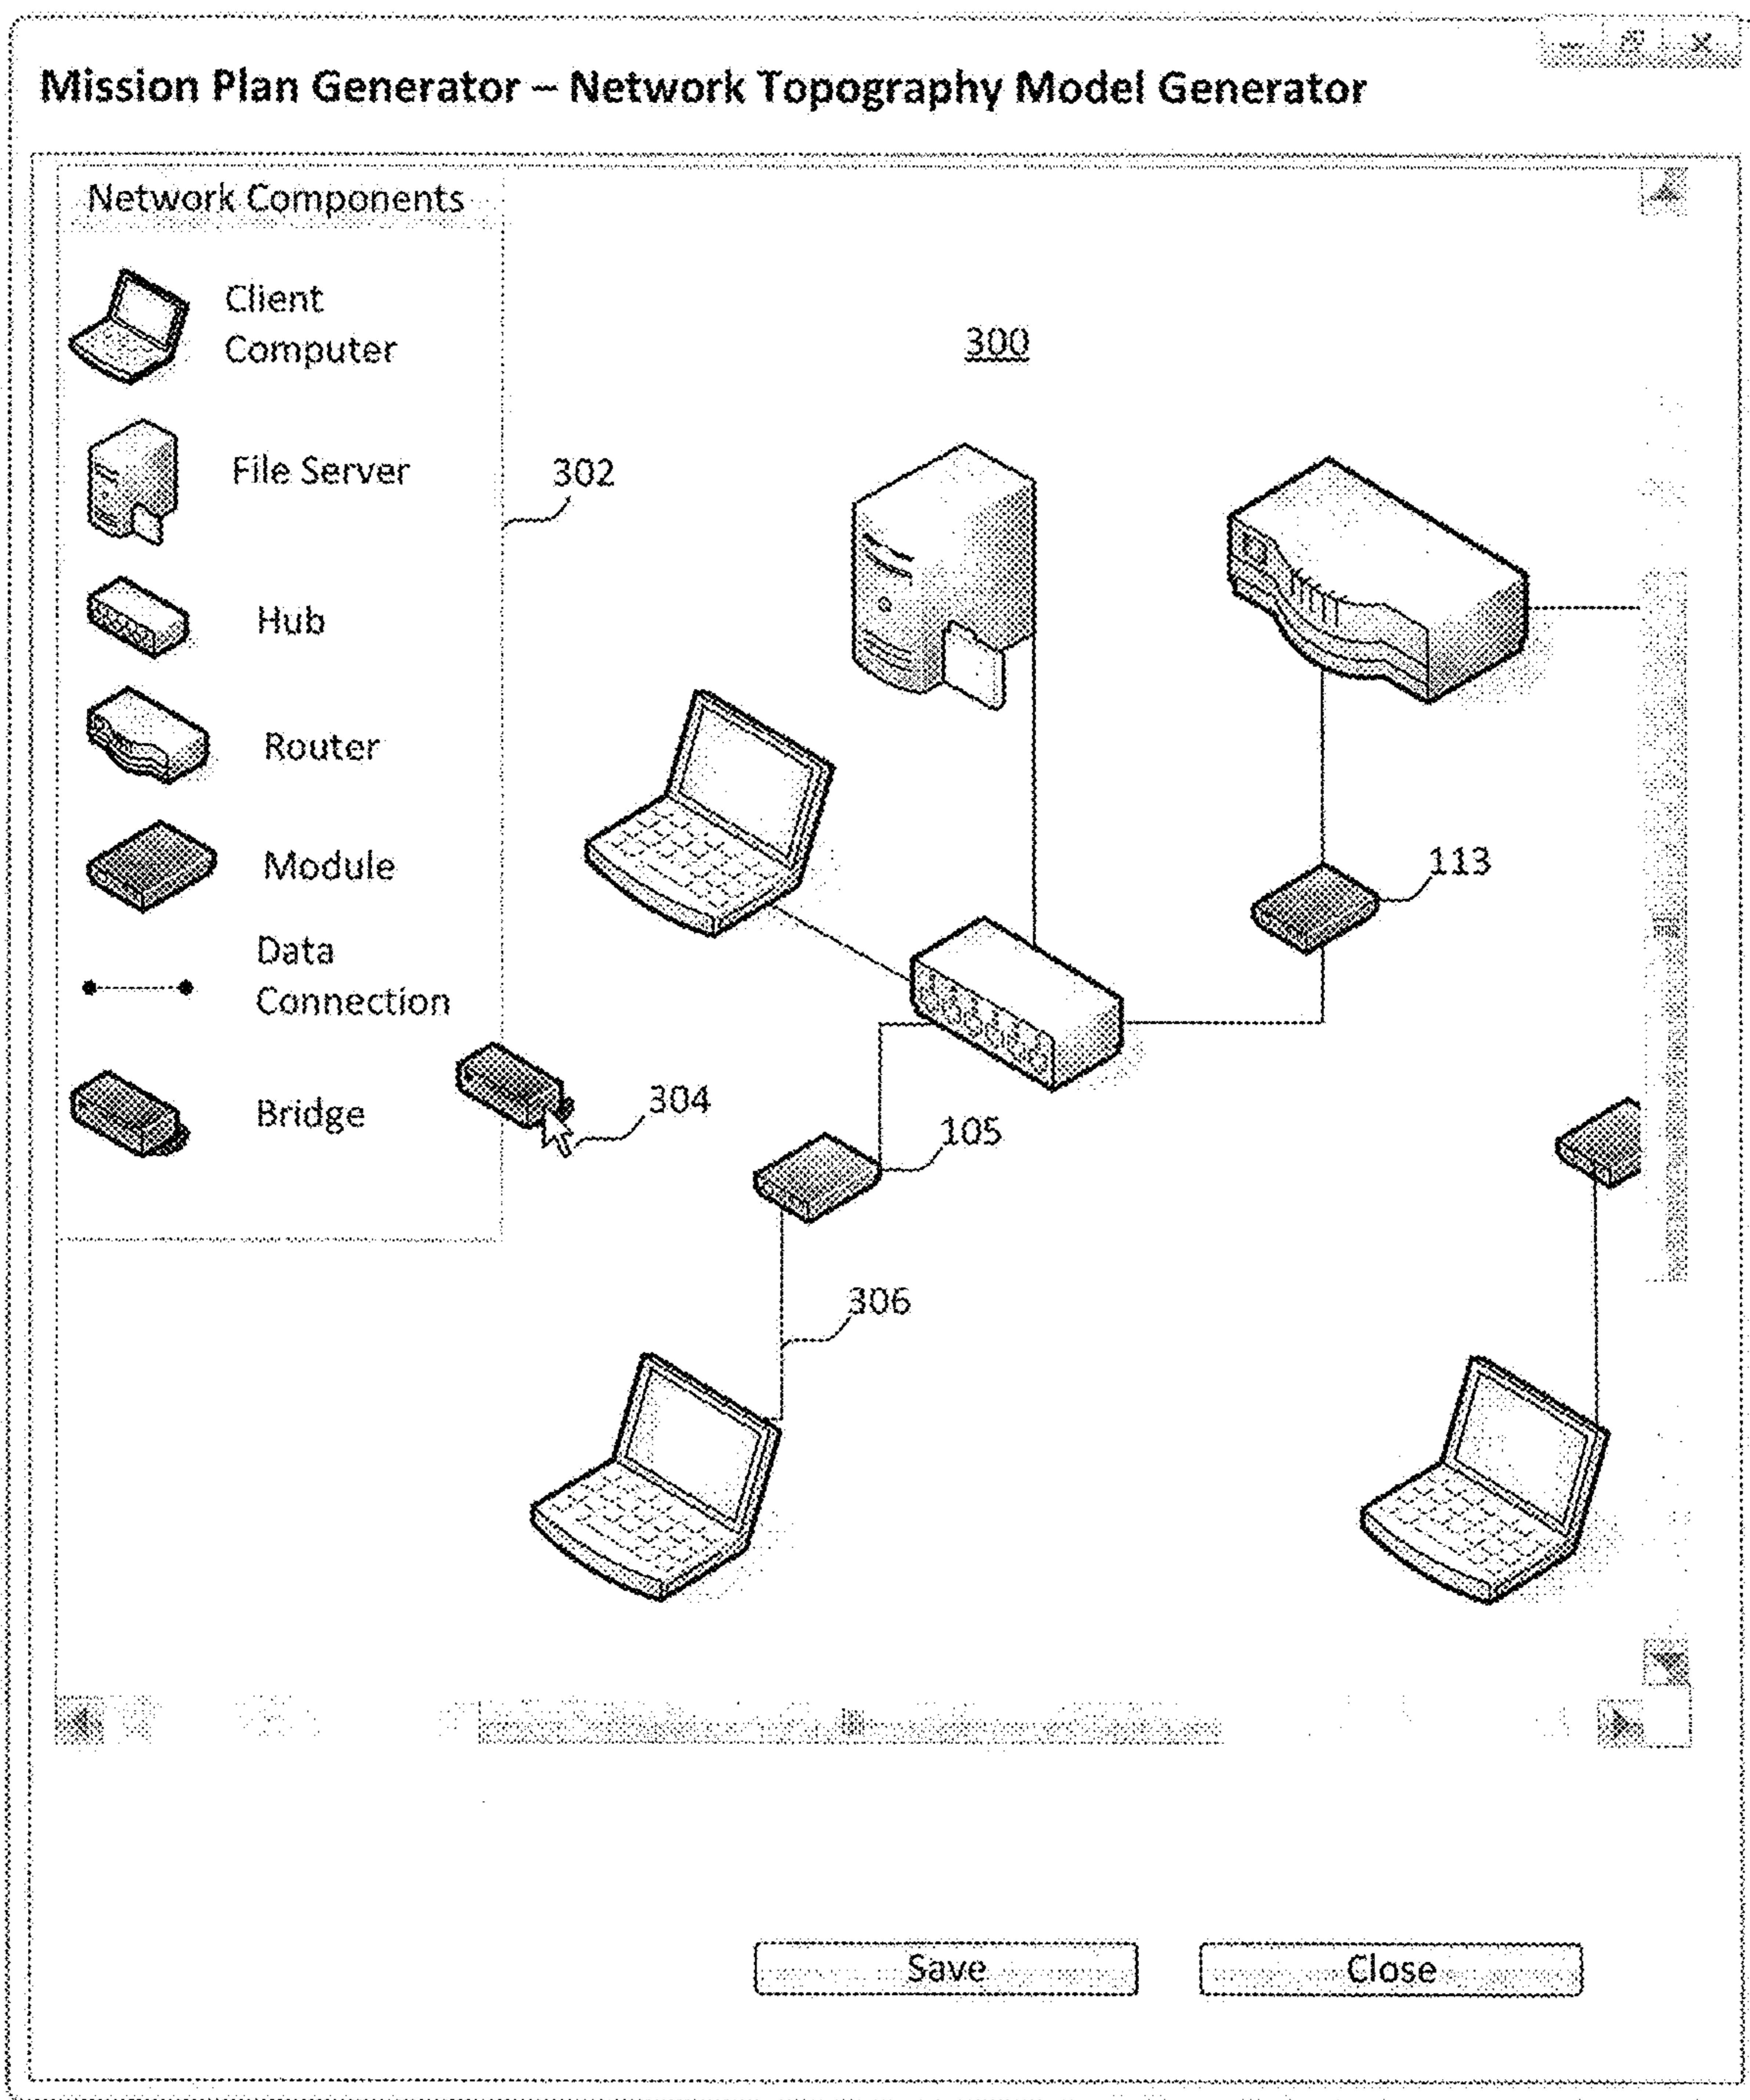 Mission Plan Generator – Network Topography Model Generator
Network Components
Client
Computer
File Server
Hub
Router
Module
Data
Connection
Bridge
300
302
113
304
105
306
Save
Close